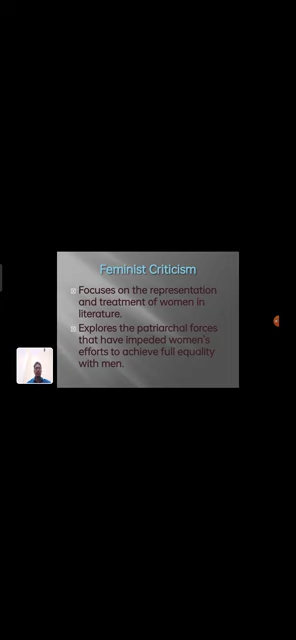 Feminist Criticism
Focuses on the representation
and treatment of women in
literature.
Explores the patriarchal forces
that have impeded women's
efforts to achieve full equality
with men.